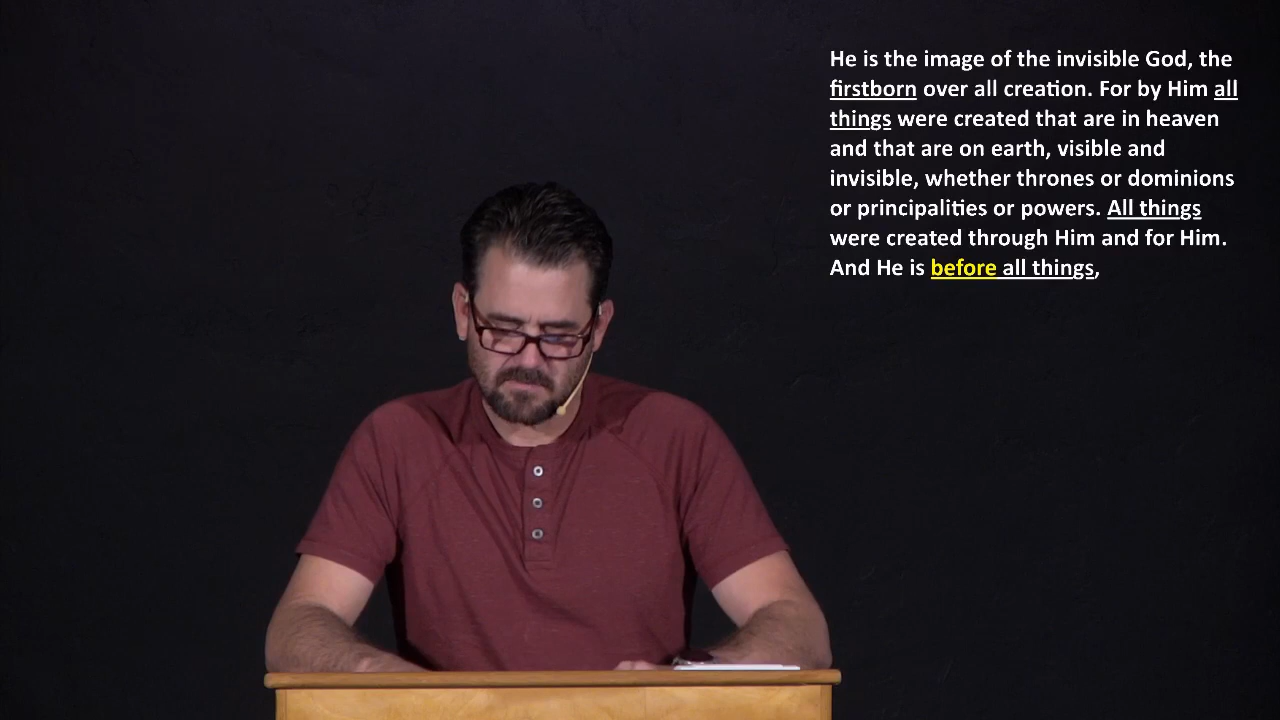 He is the image of the invisible God, the
firstborn over all creation. For by Him all
things were created that are in heaven
and that are on earth, visible and
invisible, whether thrones or dominions
or principalities or powers. All things
were created through Him and for Him.
And He is before all things,